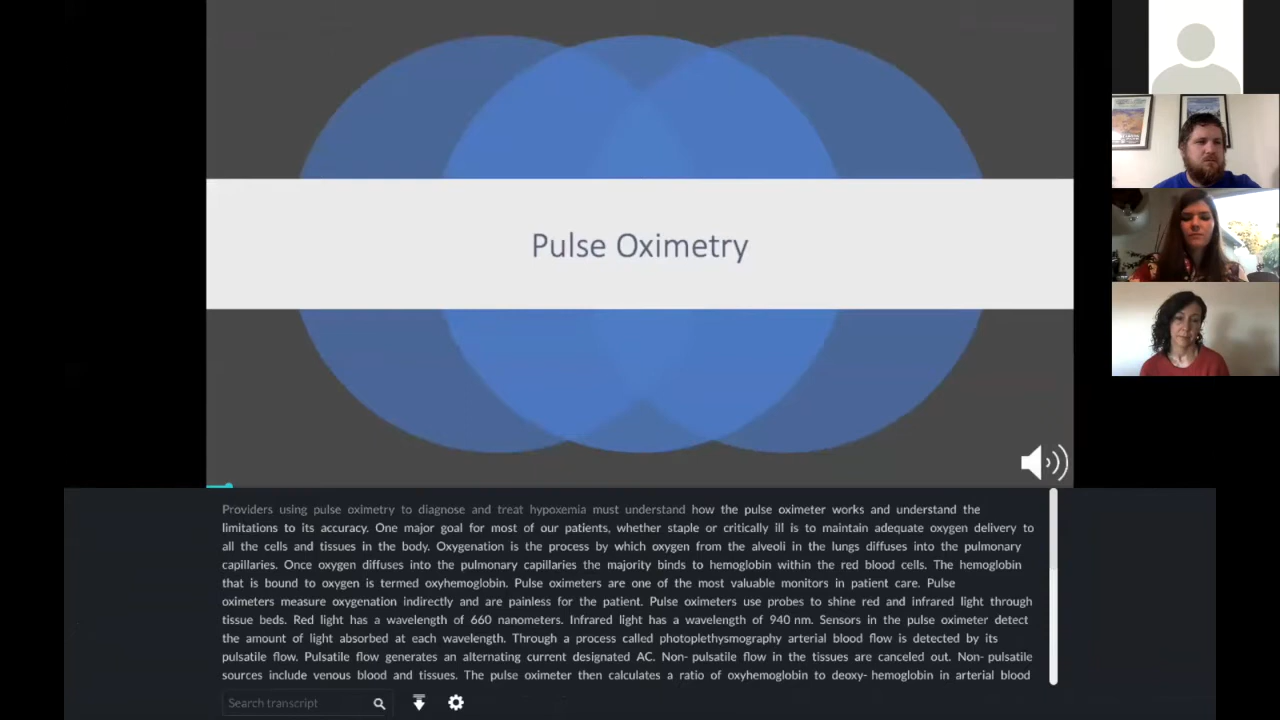 Pulse Oximetry
Providers using pulse oximetry to diagnose and treat hypoxemia must understand how the pulse oximeter works and understand the
limitations to its accuracy. One major goal for most of our patients, whether staple or critically ill is to maintain adequate oxygen delivery to
all the cells and tissues in the body. Oxygenation is the process by which oxygen from the alveoli in the lungs diffuses into the pulmonary
capillaries. Once oxygen diffuses into the pulmonary capillaries the majority binds to hemoglobin within the red blood cells. The hemoglobin
that is bound to oxygen is termed oxyhemoglobin. Pulse oximeters are one of the most valuable monitors in patient care. Pulse
oximeters measure oxygenation indirectly and are painless for the patient. Pulse oximeters use probes to shine red and infrared light through
tissue beds. Red light has a wavelength of 660 nanometers. Infrared light has a wavelength of 940 nm. Sensors in the pulse oximeter detect
the amount of light absorbed at each wavelength. Through a process called photoplethysmography arterial blood flow is detected by its
pulsatile flow. Pulsatile flow generates an alternating current designated AC. Non- pulsatile flow in the tissues are canceled out. Non- pulsatile
sources include venous blood and tissues. The pulse oximeter then calculates a ratio of oxyhemoglobin to deoxy- hemoglobin in arterial blood
Search transcript